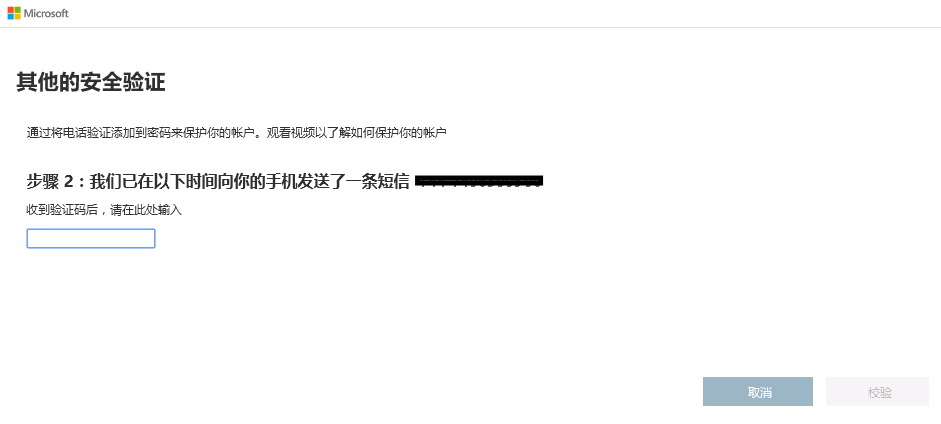 Microsoft
其他的安全验证
通过将电话验证添加到密码来保护你的帐户。观看视频以了解如何保护你的帐户
步骤 2：我们已在以下时间向你的手机发送了一条短信
收到验证码后，请在此处输入
取消
校验